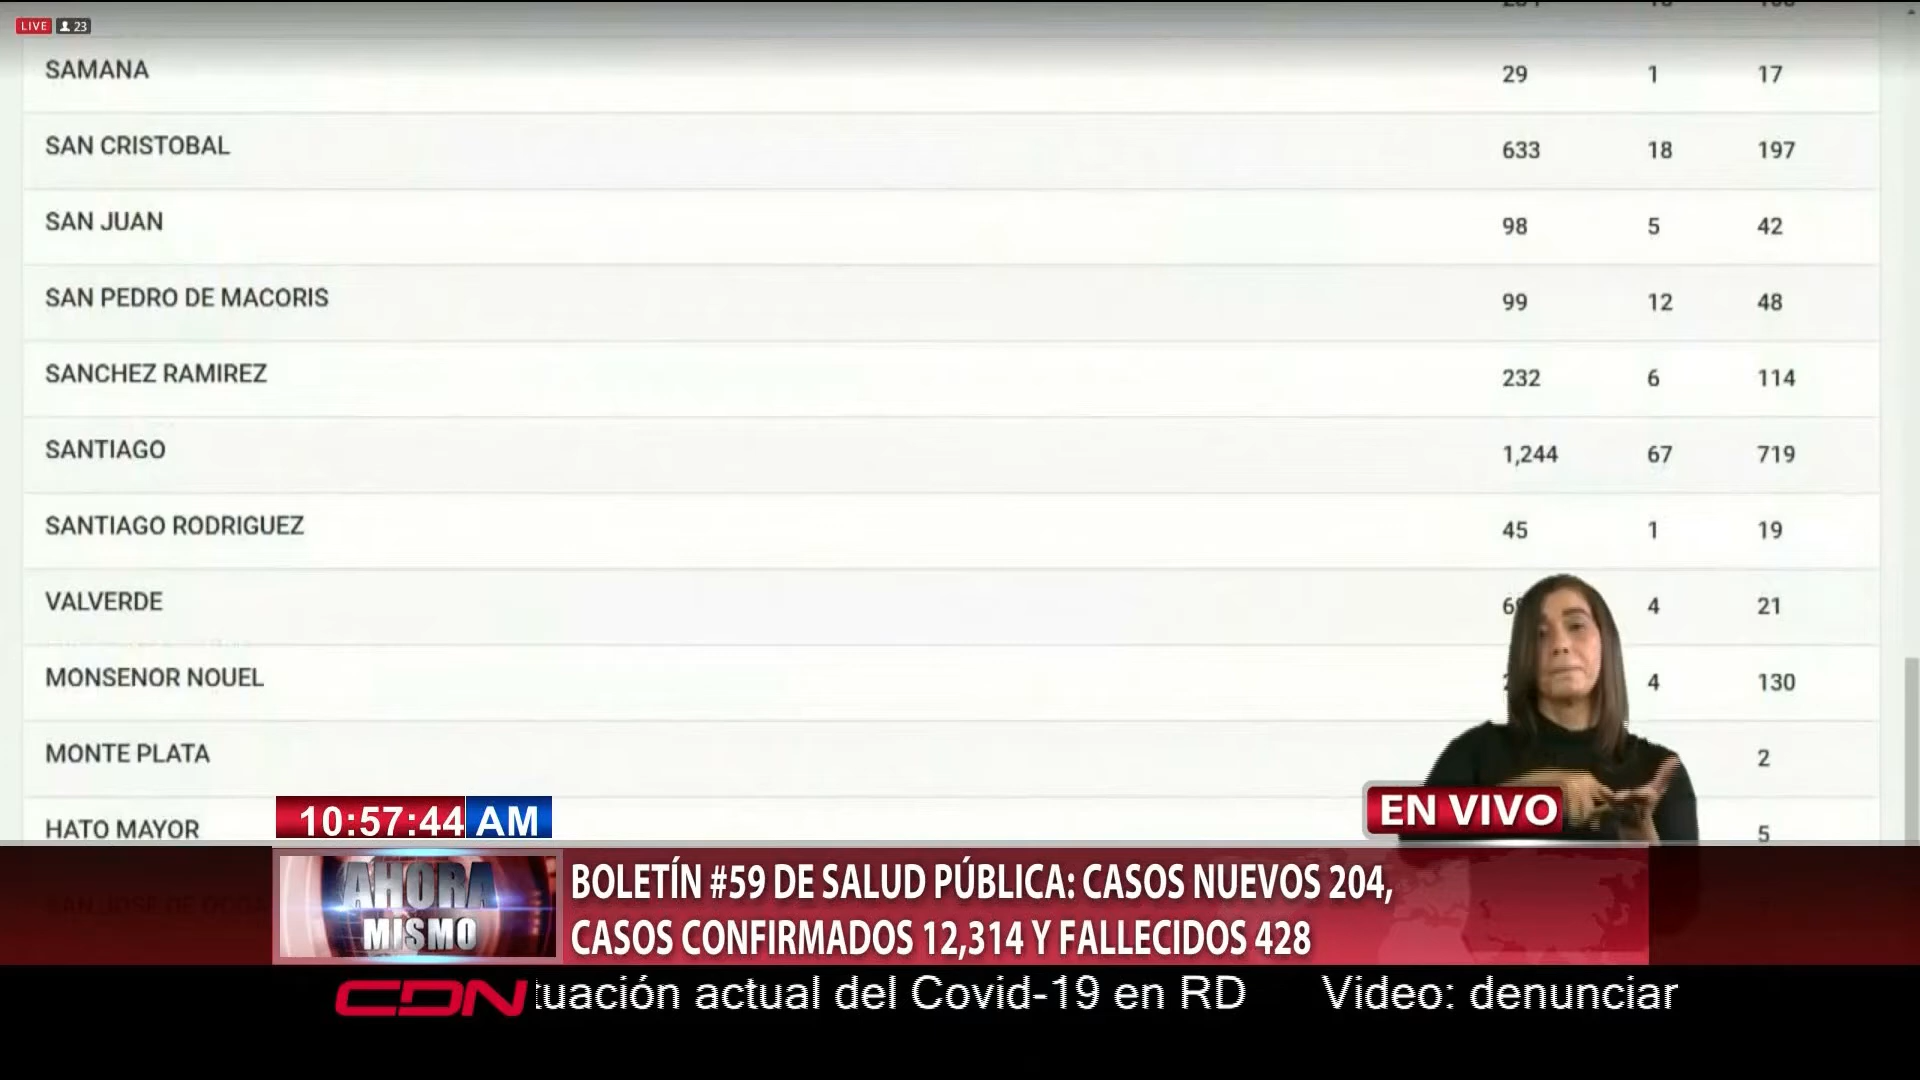 LIVE 23
SAMANA 29 1 17
SAN CRISTOBAL 633 18 197
SAN JUAN 98 5 42
SAN PEDRO DE MACORIS 99 12 48
SANCHEZ RAMIREZ 232 6 114
SANTIAGO 1,244 67 719
SANTIAGO RODRIGUEZ 45 1 19
VALVERDE 4 21
MONSENOR NOUEL 4 130
MONTE PLATA 2
HATO MAYOR 5
10:57:44 AM
EN VIVO
AHORA MISMO
BOLETÍN #59 DE SALUD PÚBLICA: CASOS NUEVOS 204,
CASOS CONFIRMADOS 12,314 Y FALLECIDOS 428
CDN tuación actual del Covid-19 en RD Video: denunciar